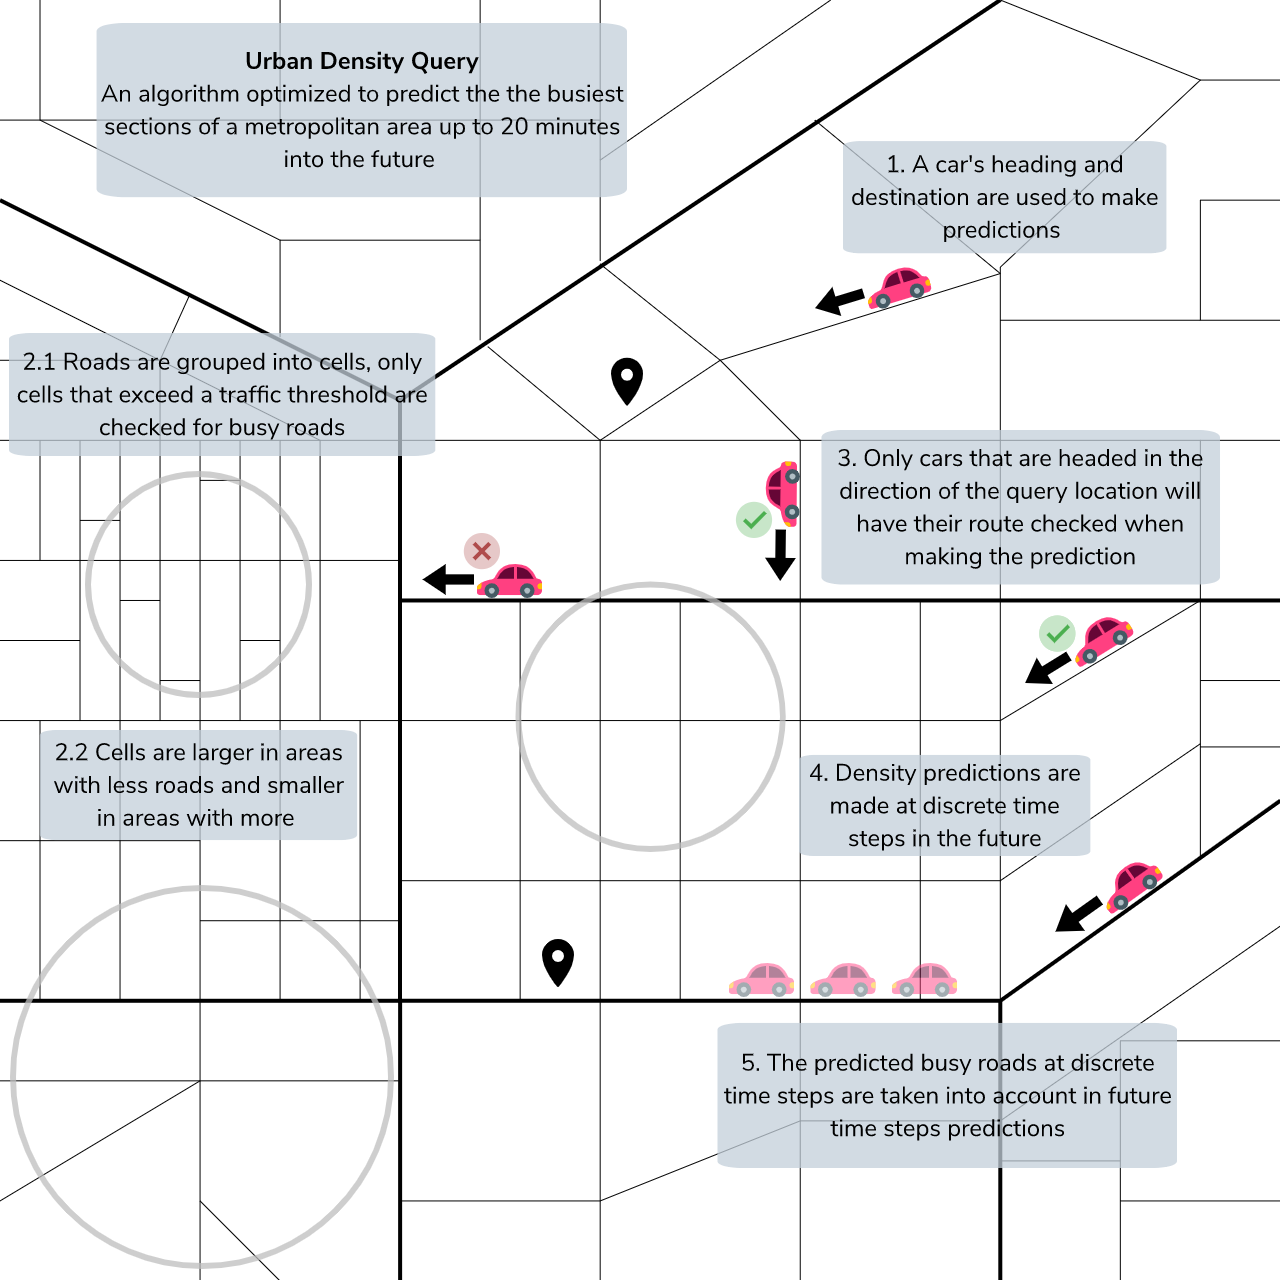 Urban Density Query
An algorithm optimized to predict the the busiest
sections of a metropolitan area up to 20 minutes
into the future
1. A car's heading and
destination are used to make
predictions
2.1 Roads are grouped into cells, only
cells that exceed a traffic threshold are
checked for busy roads
3. Only cars that are headed in the
direction of the query location will
have their route checked when
making the prediction
2.2 Cells are larger in areas
with less roads and smaller
in areas with more
4. Density predictions are
made at discrete time
steps in the future
5. The predicted busy roads at discrete
time steps are taken into account in future
time steps predictions